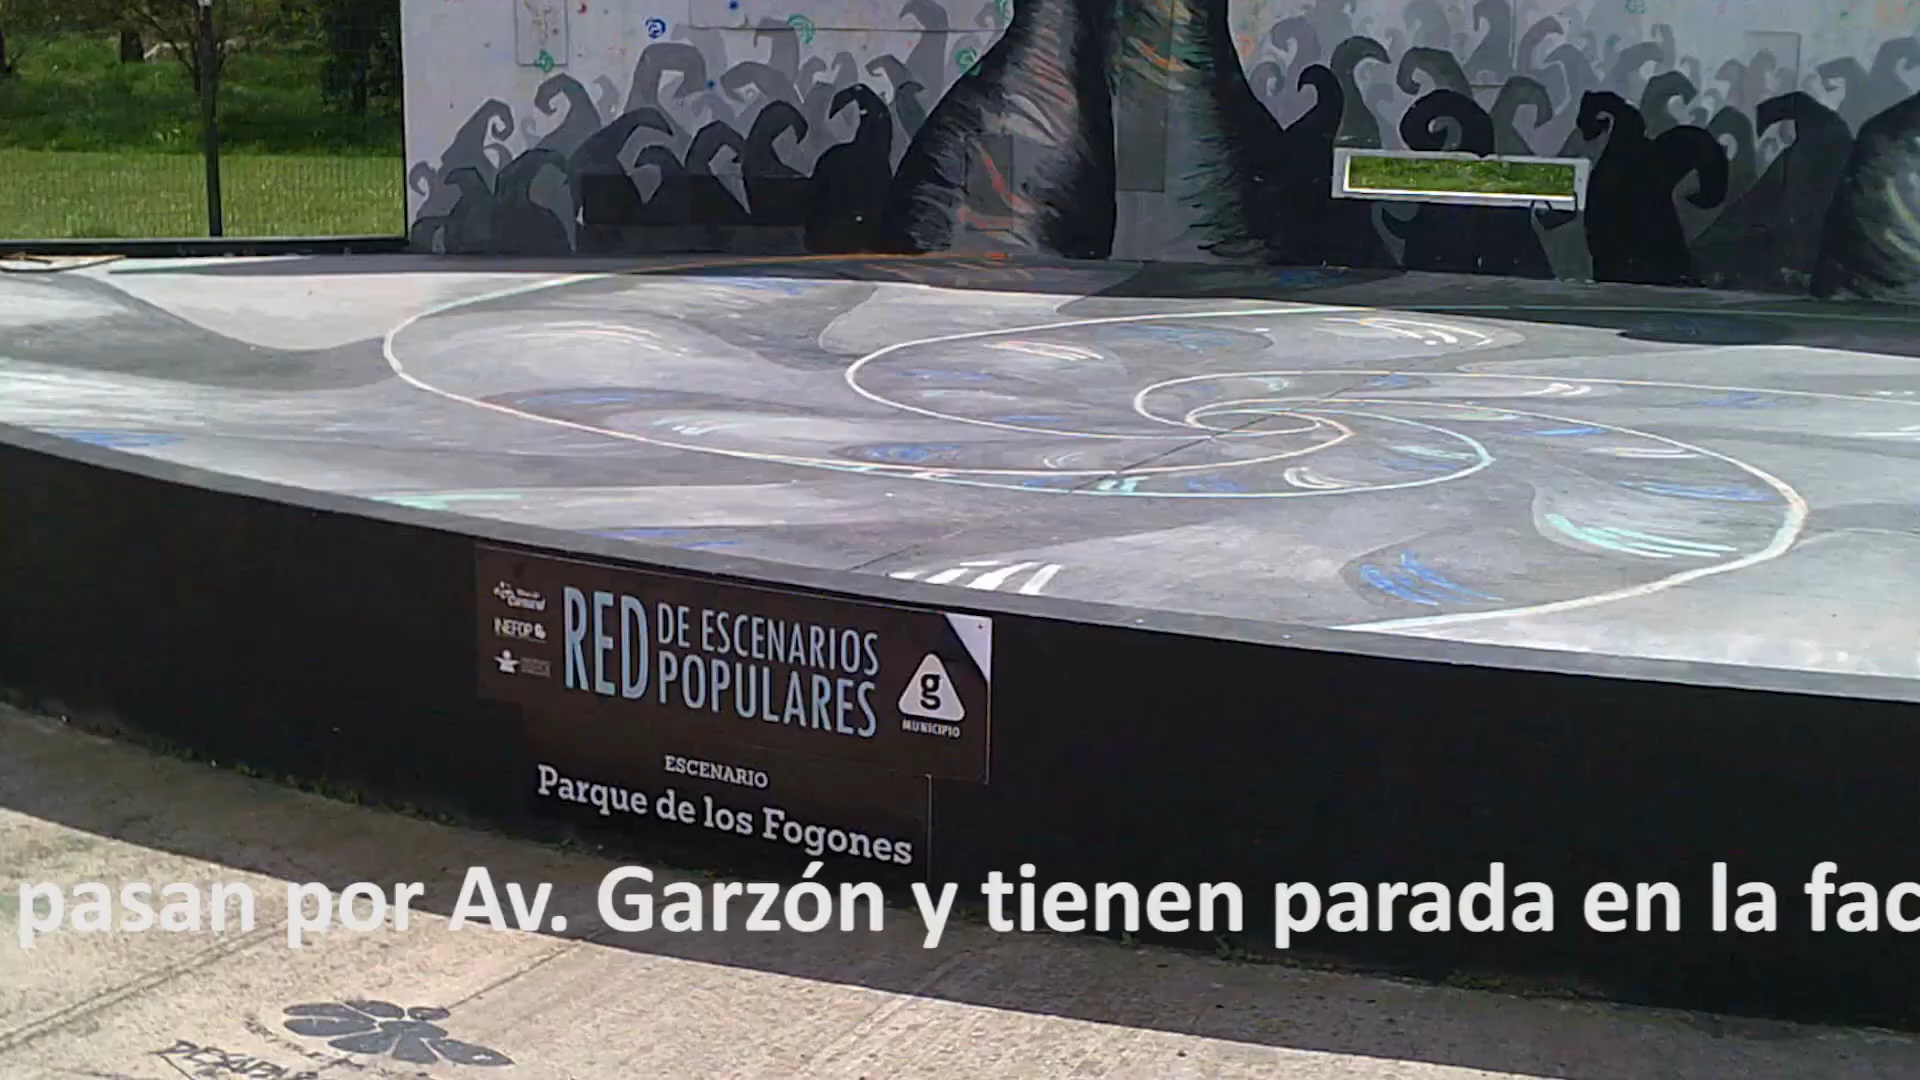 INEFOP
RED DE ESCENARIOS
POPULARES
g
MUNICIPIO
ESCENARIO
Parque de los Fogones
pasan por Av. Garzón y tienen parada en la fac